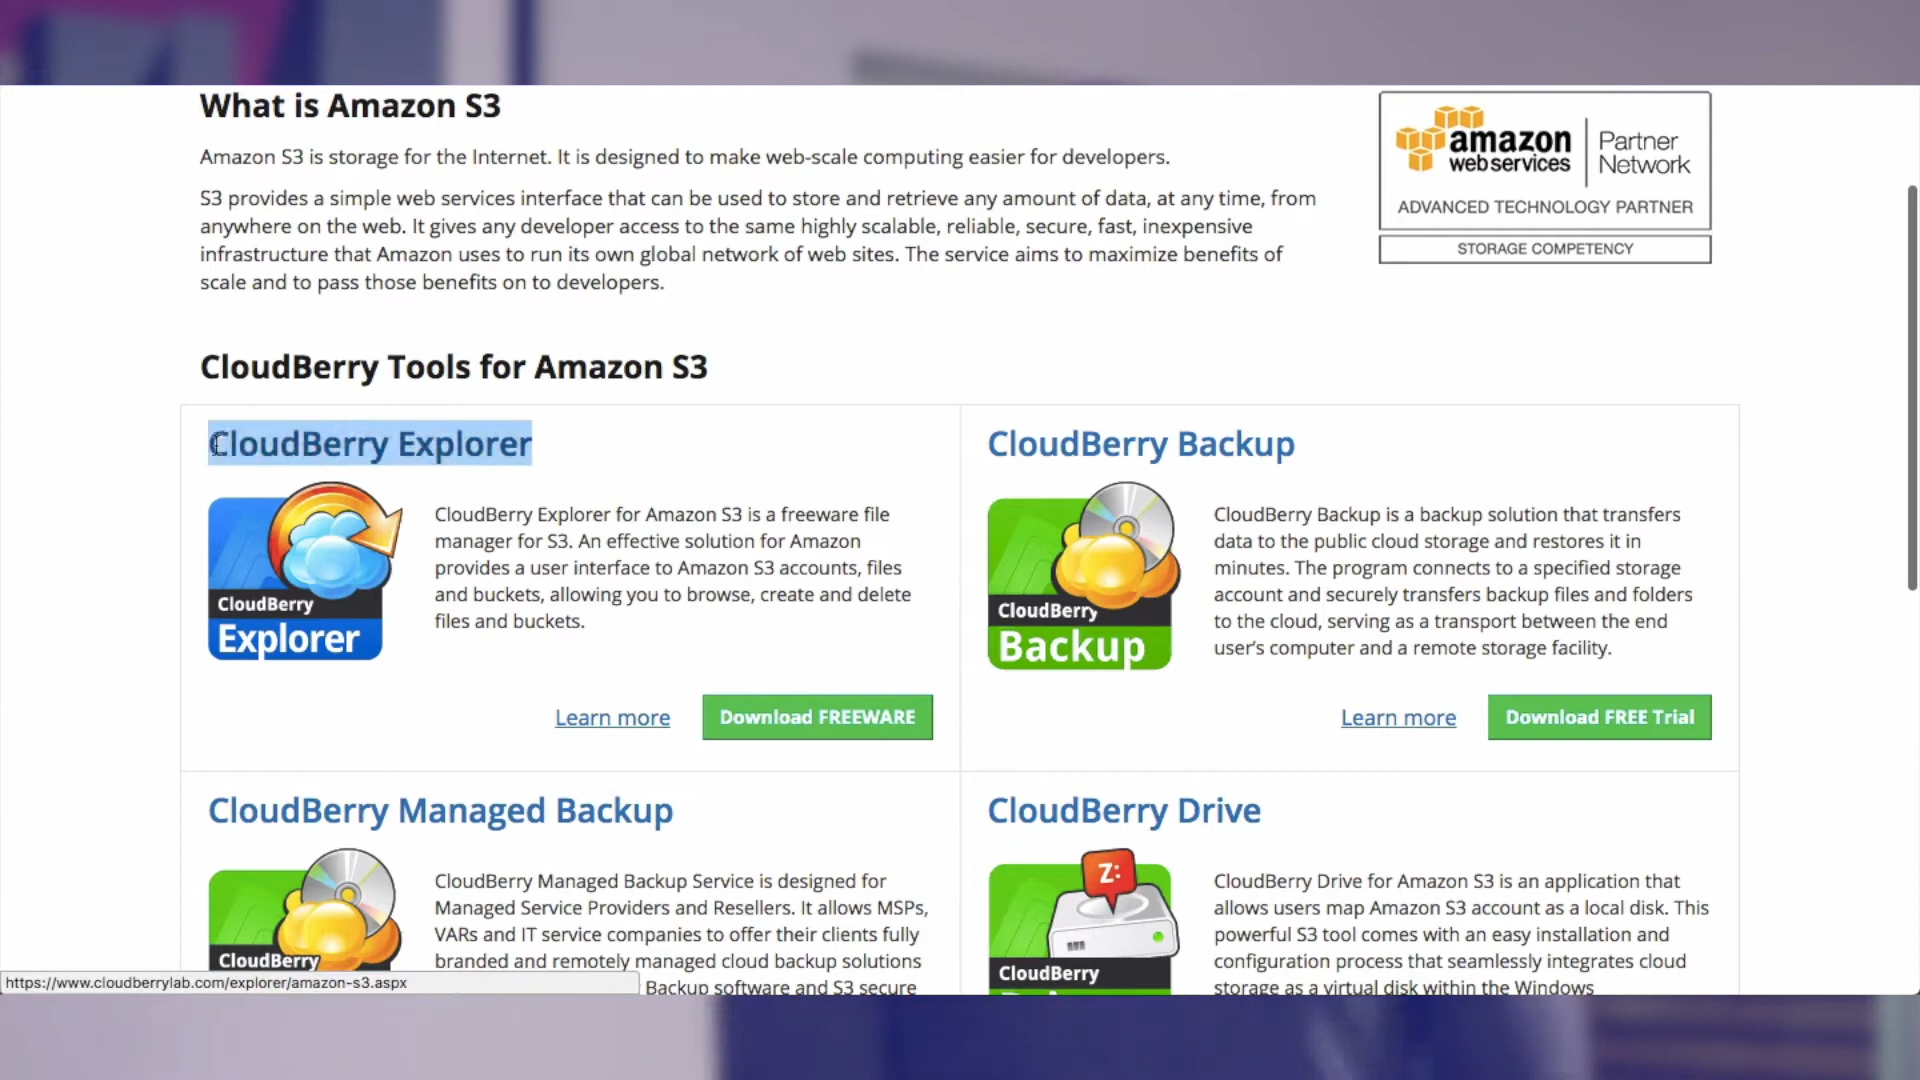 What is Amazon S3
Amazon S3 is storage for the Internet. It is designed to make web-scale computing easier for developers.
S3 provides a simple web services interface that can be used to store and retrieve any amount of data, at any time, from
anywhere on the web. It gives any developer access to the same highly scalable, reliable, secure, fast, inexpensive
infrastructure that Amazon uses to run its own global network of web sites. The service aims to maximize benefits of
scale and to pass those benefits on to developers.
amazon
web services
Partner
Network
ADVANCED TECHNOLOGY PARTNER
STORAGE COMPETENCY
CloudBerry Tools for Amazon S3
CloudBerry Explorer
CloudBerry
Explorer
CloudBerry Explorer for Amazon S3 is a freeware file
manager for S3. An effective solution for Amazon
provides a user interface to Amazon S3 accounts, files
and buckets, allowing you to browse, create and delete
files and buckets.
Learn more
Download FREEWARE
CloudBerry Backup
CloudBerry
Backup
CloudBerry Backup is a backup solution that transfers
data to the public cloud storage and restores it in
minutes. The program connects to a specified storage
account and securely transfers backup files and folders
to the cloud, serving as a transport between the end
user's computer and a remote storage facility.
Learn more
Download FREE Trial
CloudBerry Managed Backup
CloudBerry
CloudBerry Managed Backup Service is designed for
Managed Service Providers and Resellers. It allows MSPs,
VARs and IT service companies to offer their clients fully
branded and remotely managed cloud backup solutions
Backup software and S3 secure
CloudBerry Drive
Z:
CloudBerry
CloudBerry Drive for Amazon S3 is an application that
allows users map Amazon S3 account as a local disk. This
powerful S3 tool comes with an easy installation and
configuration process that seamlessly integrates cloud
storage as a virtual disk within the Windows
https://www.cloudberrylab.com/explorer/amazon-s3.aspx